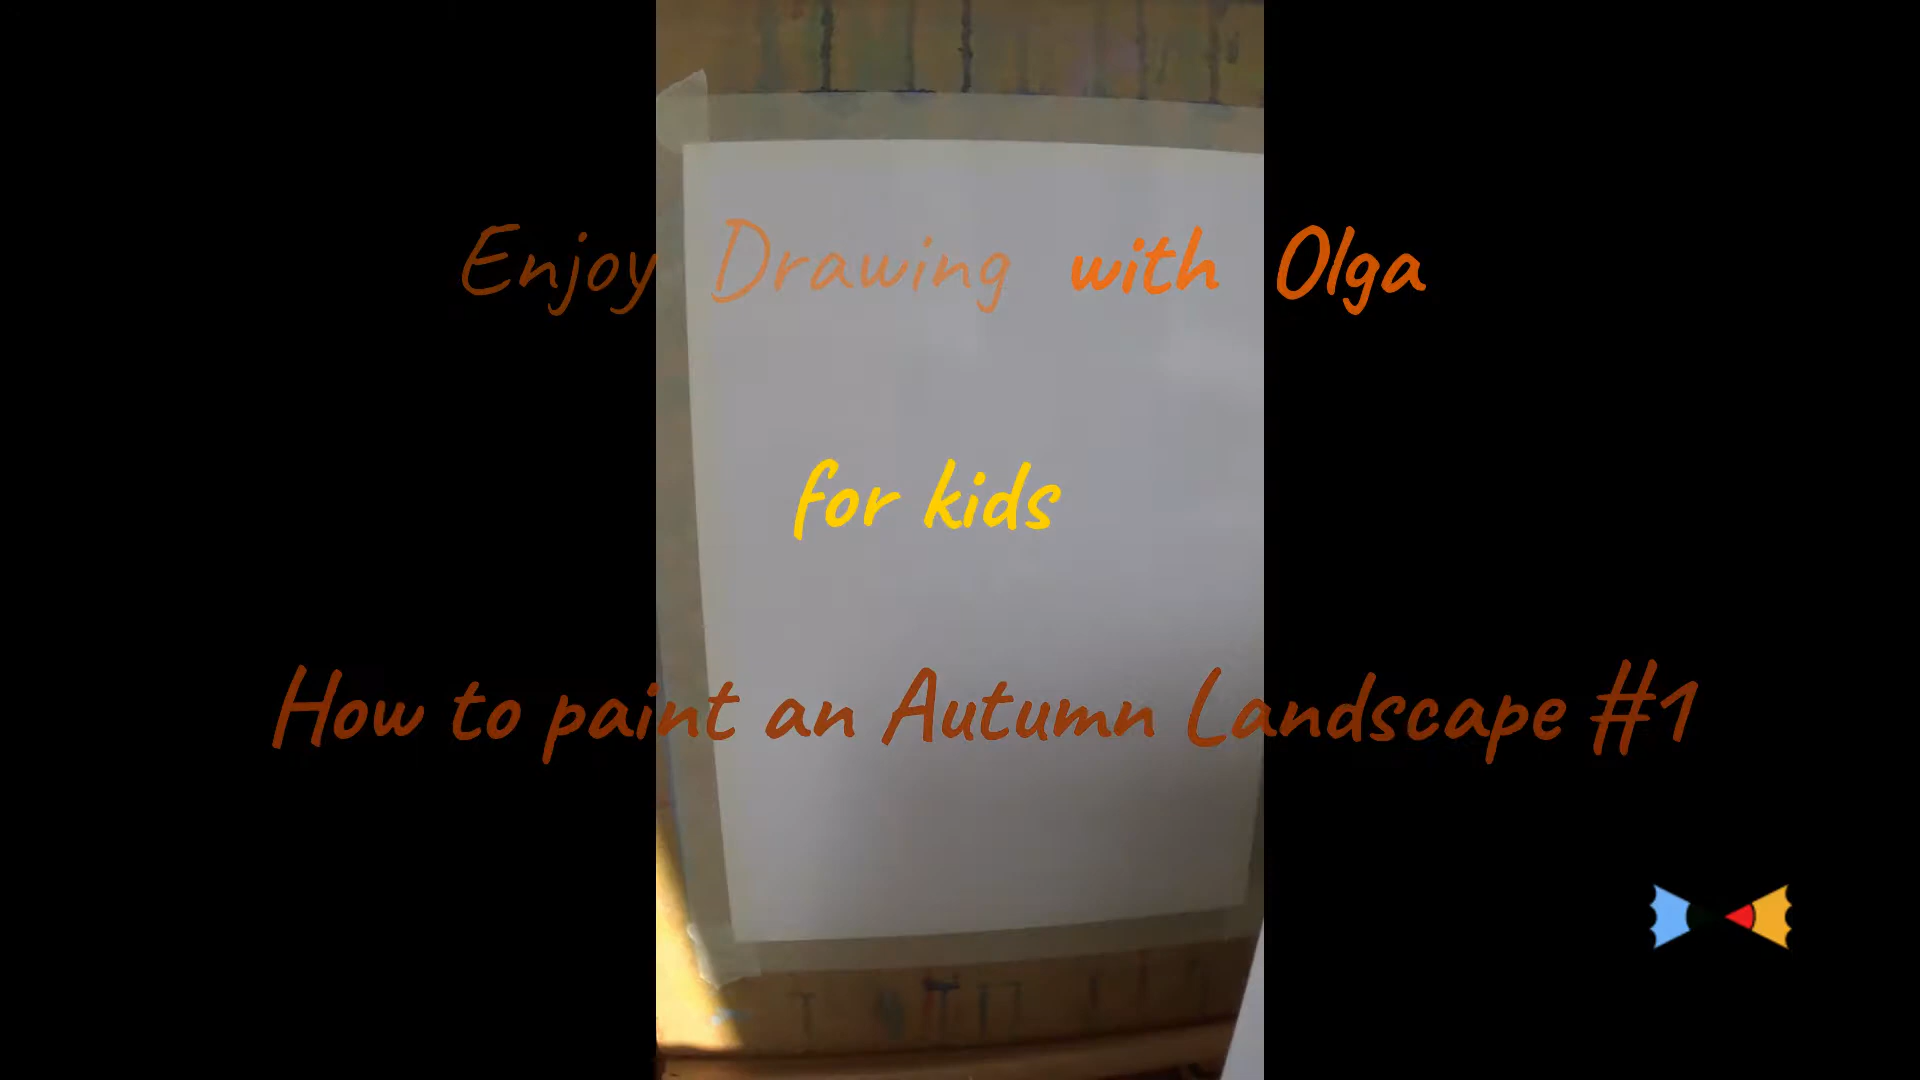 Enjoy Drawing with Olga
for kids
How to paint an Autumn Landscape #1